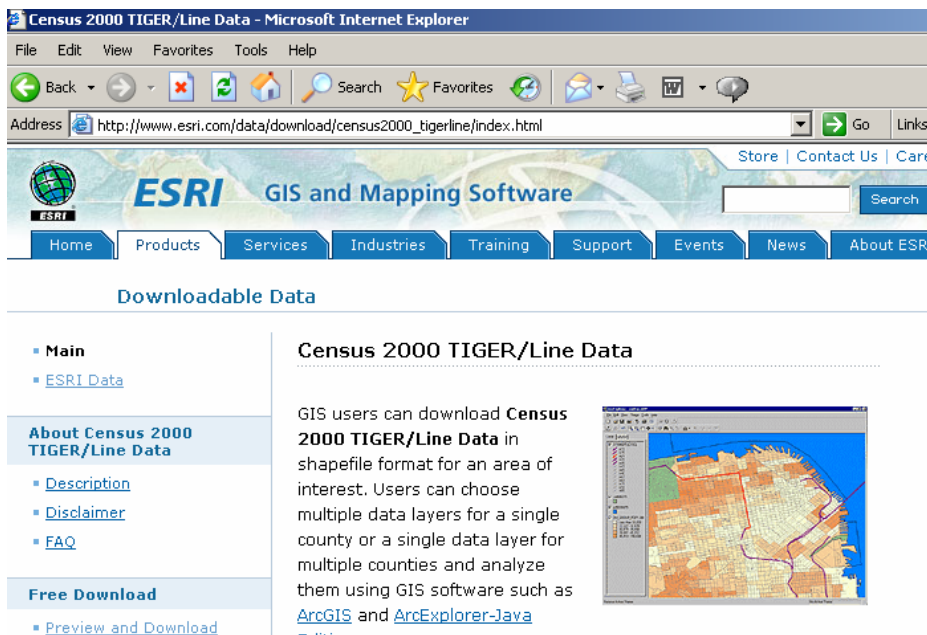 Census 2000 TIGER/Line Data - Microsoft Internet Explorer
File Edit View Favorites Tools Help
Back Search Favorites
Address http://www.esri.com/data/download/census2000_tigerline/index.html Go Links
Store | Contact Us | Care
ESRI ESRI GIS and Mapping Software
Search
Home Products Services Industries Training Support Events News About ESR
Downloadable Data
Main
ESRI Data
About Census 2000
TIGER/Line Data
Description
Disclaimer
FAQ
Free Download
Preview and Download
Census 2000 TIGER/Line Data
GIS users can download Census
2000 TIGER/Line Data in
shapefile format for an area of
interest. Users can choose
multiple data layers for a single
county or a single data layer for
multiple counties and analyze
them using GIS software such as
ArcGIS and ArcExplorer-Java